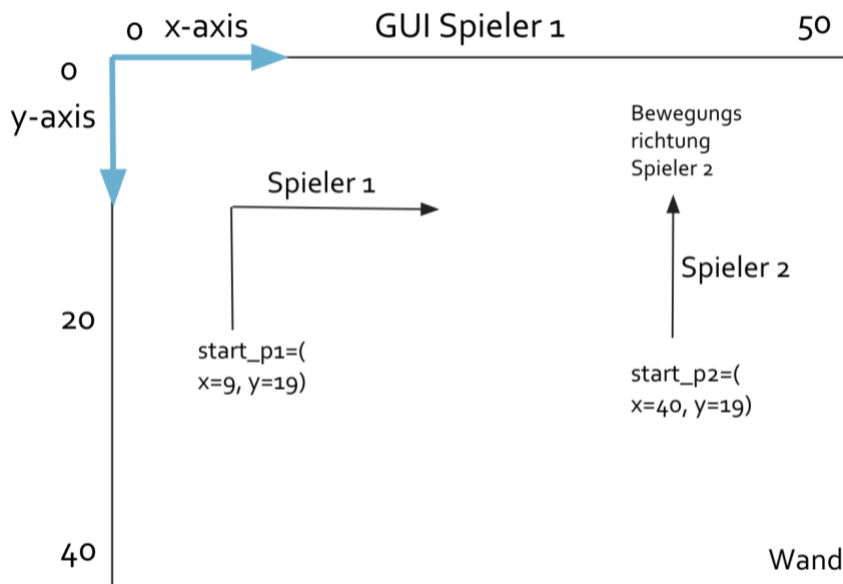 0 x-axis GUI Spieler 1 50
0
y-axis
Bewegungs
richtung
Spieler 2
Spieler 1
Spieler 2
20
start_p1=(
x=9, y=19)
start_p2=(
x=40, y=19)
40
Wand